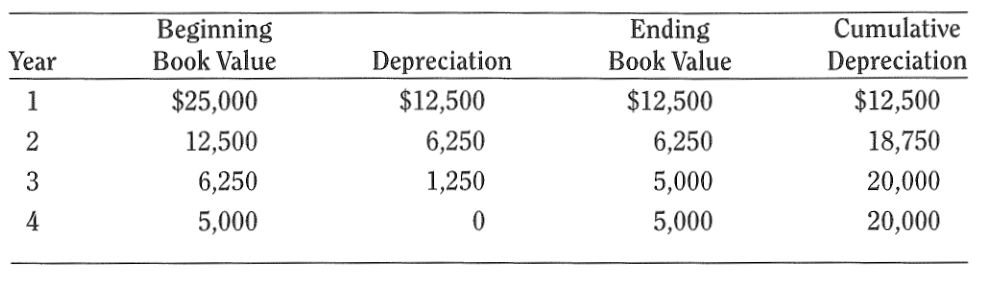 Beginning Ending Cumulative
Year Book Value Depreciation Book Value Depreciation
1 $25,000 $12,500 $12,500 $12,500
2 12,500 6,250 6,250 18,750
3 6,250 1,250 5,000 20,000
4 5,000 0 5,000 20,000